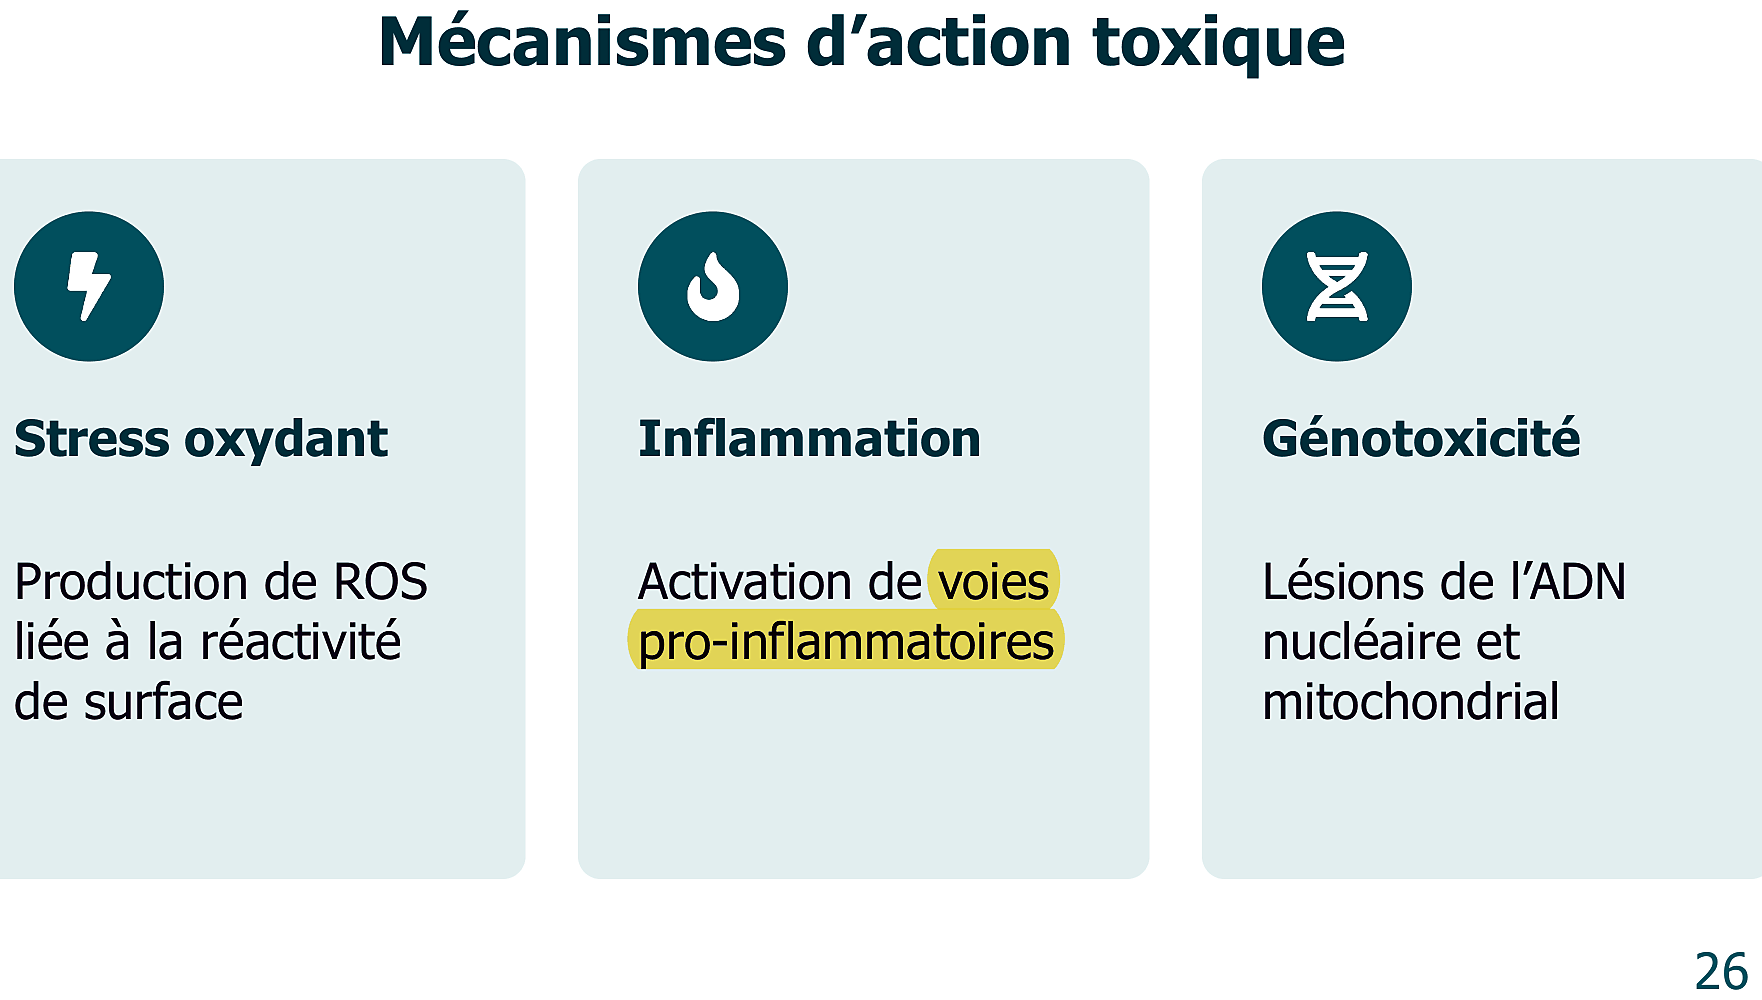 Mécanismes d’action toxique
Stress oxydant
Production de ROS
liée à la réactivité
de surface
Inflammation
Activation de voies
pro-inflammatoires
Génotoxicité
Lésions de l’ADN
nucléaire et
mitochondrial
26